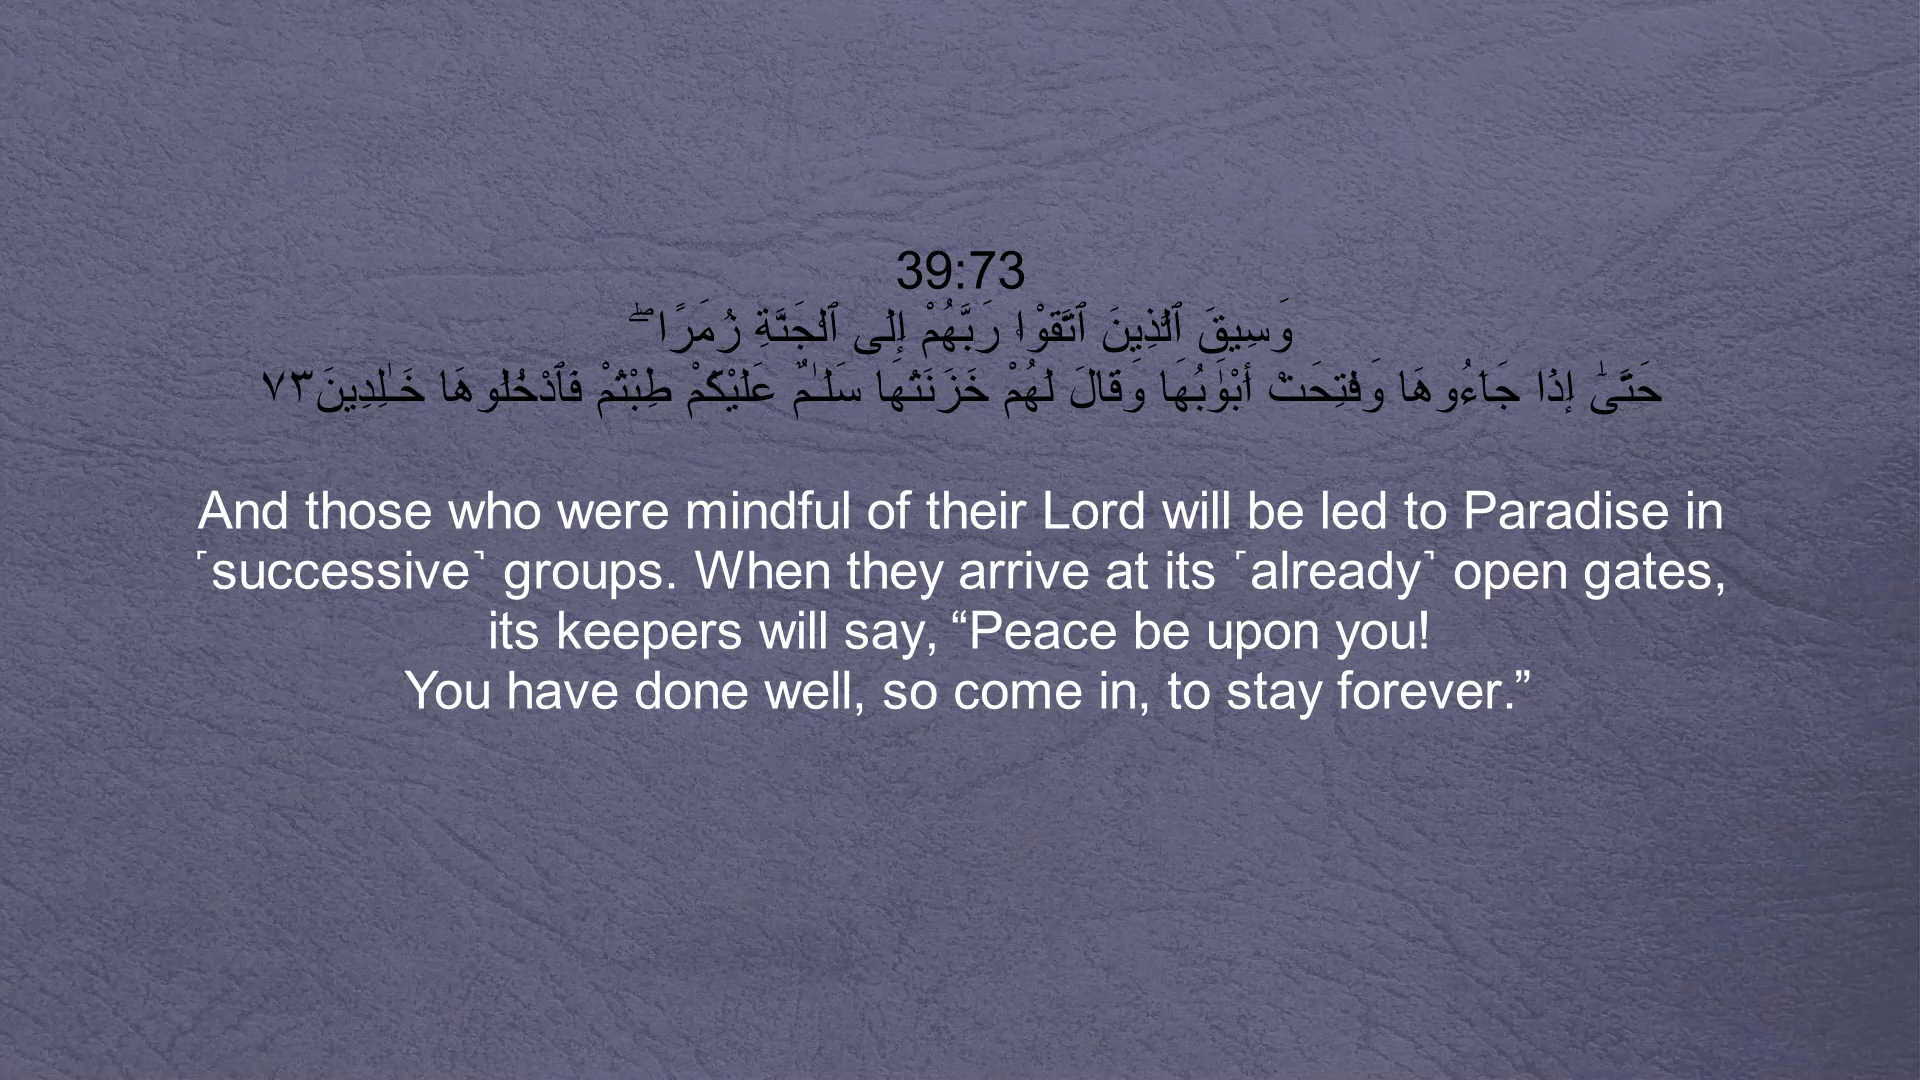 39:73
وَسِيقَ ٱلَّذِينَ ٱتَّقَوْا۟ رَبَّهُمْ إِلَى ٱلْجَنَّةِ زُمَرًا ۖ
حَتَّىٰٓ إِذَا جَآءُوهَا وَفُتِحَتْ أَبْوَٰبُهَا وَقَالَ لَهُمْ خَزَنَتُهَا سَلَـٰمٌ عَلَيْكُمْ طِبْتُمْ فَٱدْخُلُوهَا خَـٰلِدِينَ٧٣
And those who were mindful of their Lord will be led to Paradise in
˹successive˺ groups. When they arrive at its ˹already˺ open gates,
its keepers will say, “Peace be upon you!
You have done well, so come in, to stay forever.”